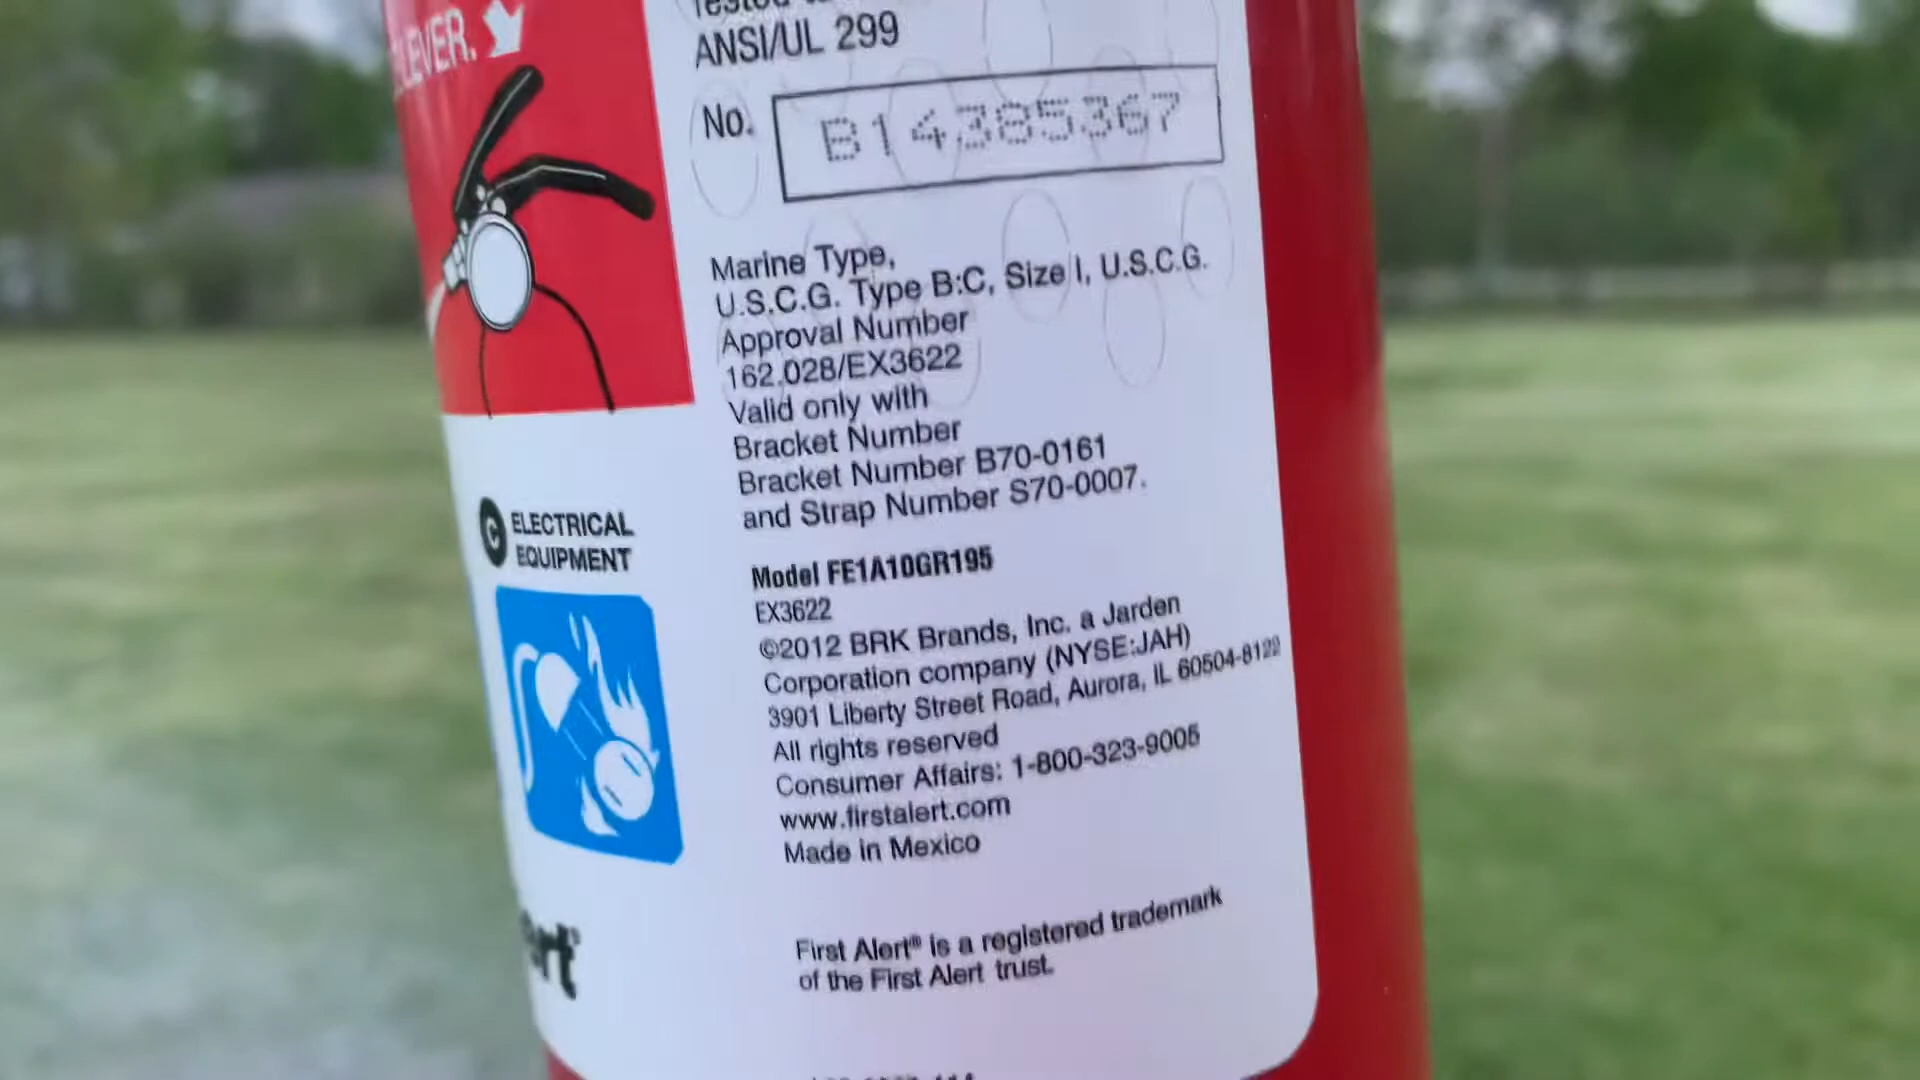 LEVER.
ANSI/UL 299
No. B14385367
Marine Type,
U.S.C.G. Type B:C, Size I, U.S.C.G.
Approval Number
162.028/EX3622
Valid only with
Bracket Number
Bracket Number B70-0161
and Strap Number S70-0007.
C ELECTRICAL
EQUIPMENT
Model FE1A10GR195
EX3622
©2012 BRK Brands, Inc. a Jarden
Corporation company (NYSE:JAH)
3901 Liberty Street Road, Aurora, IL 60504-8122
All rights reserved
Consumer Affairs: 1-800-323-9005
www.firstalert.com
Made in Mexico
First Alert® is a registered trademark
of the First Alert trust.